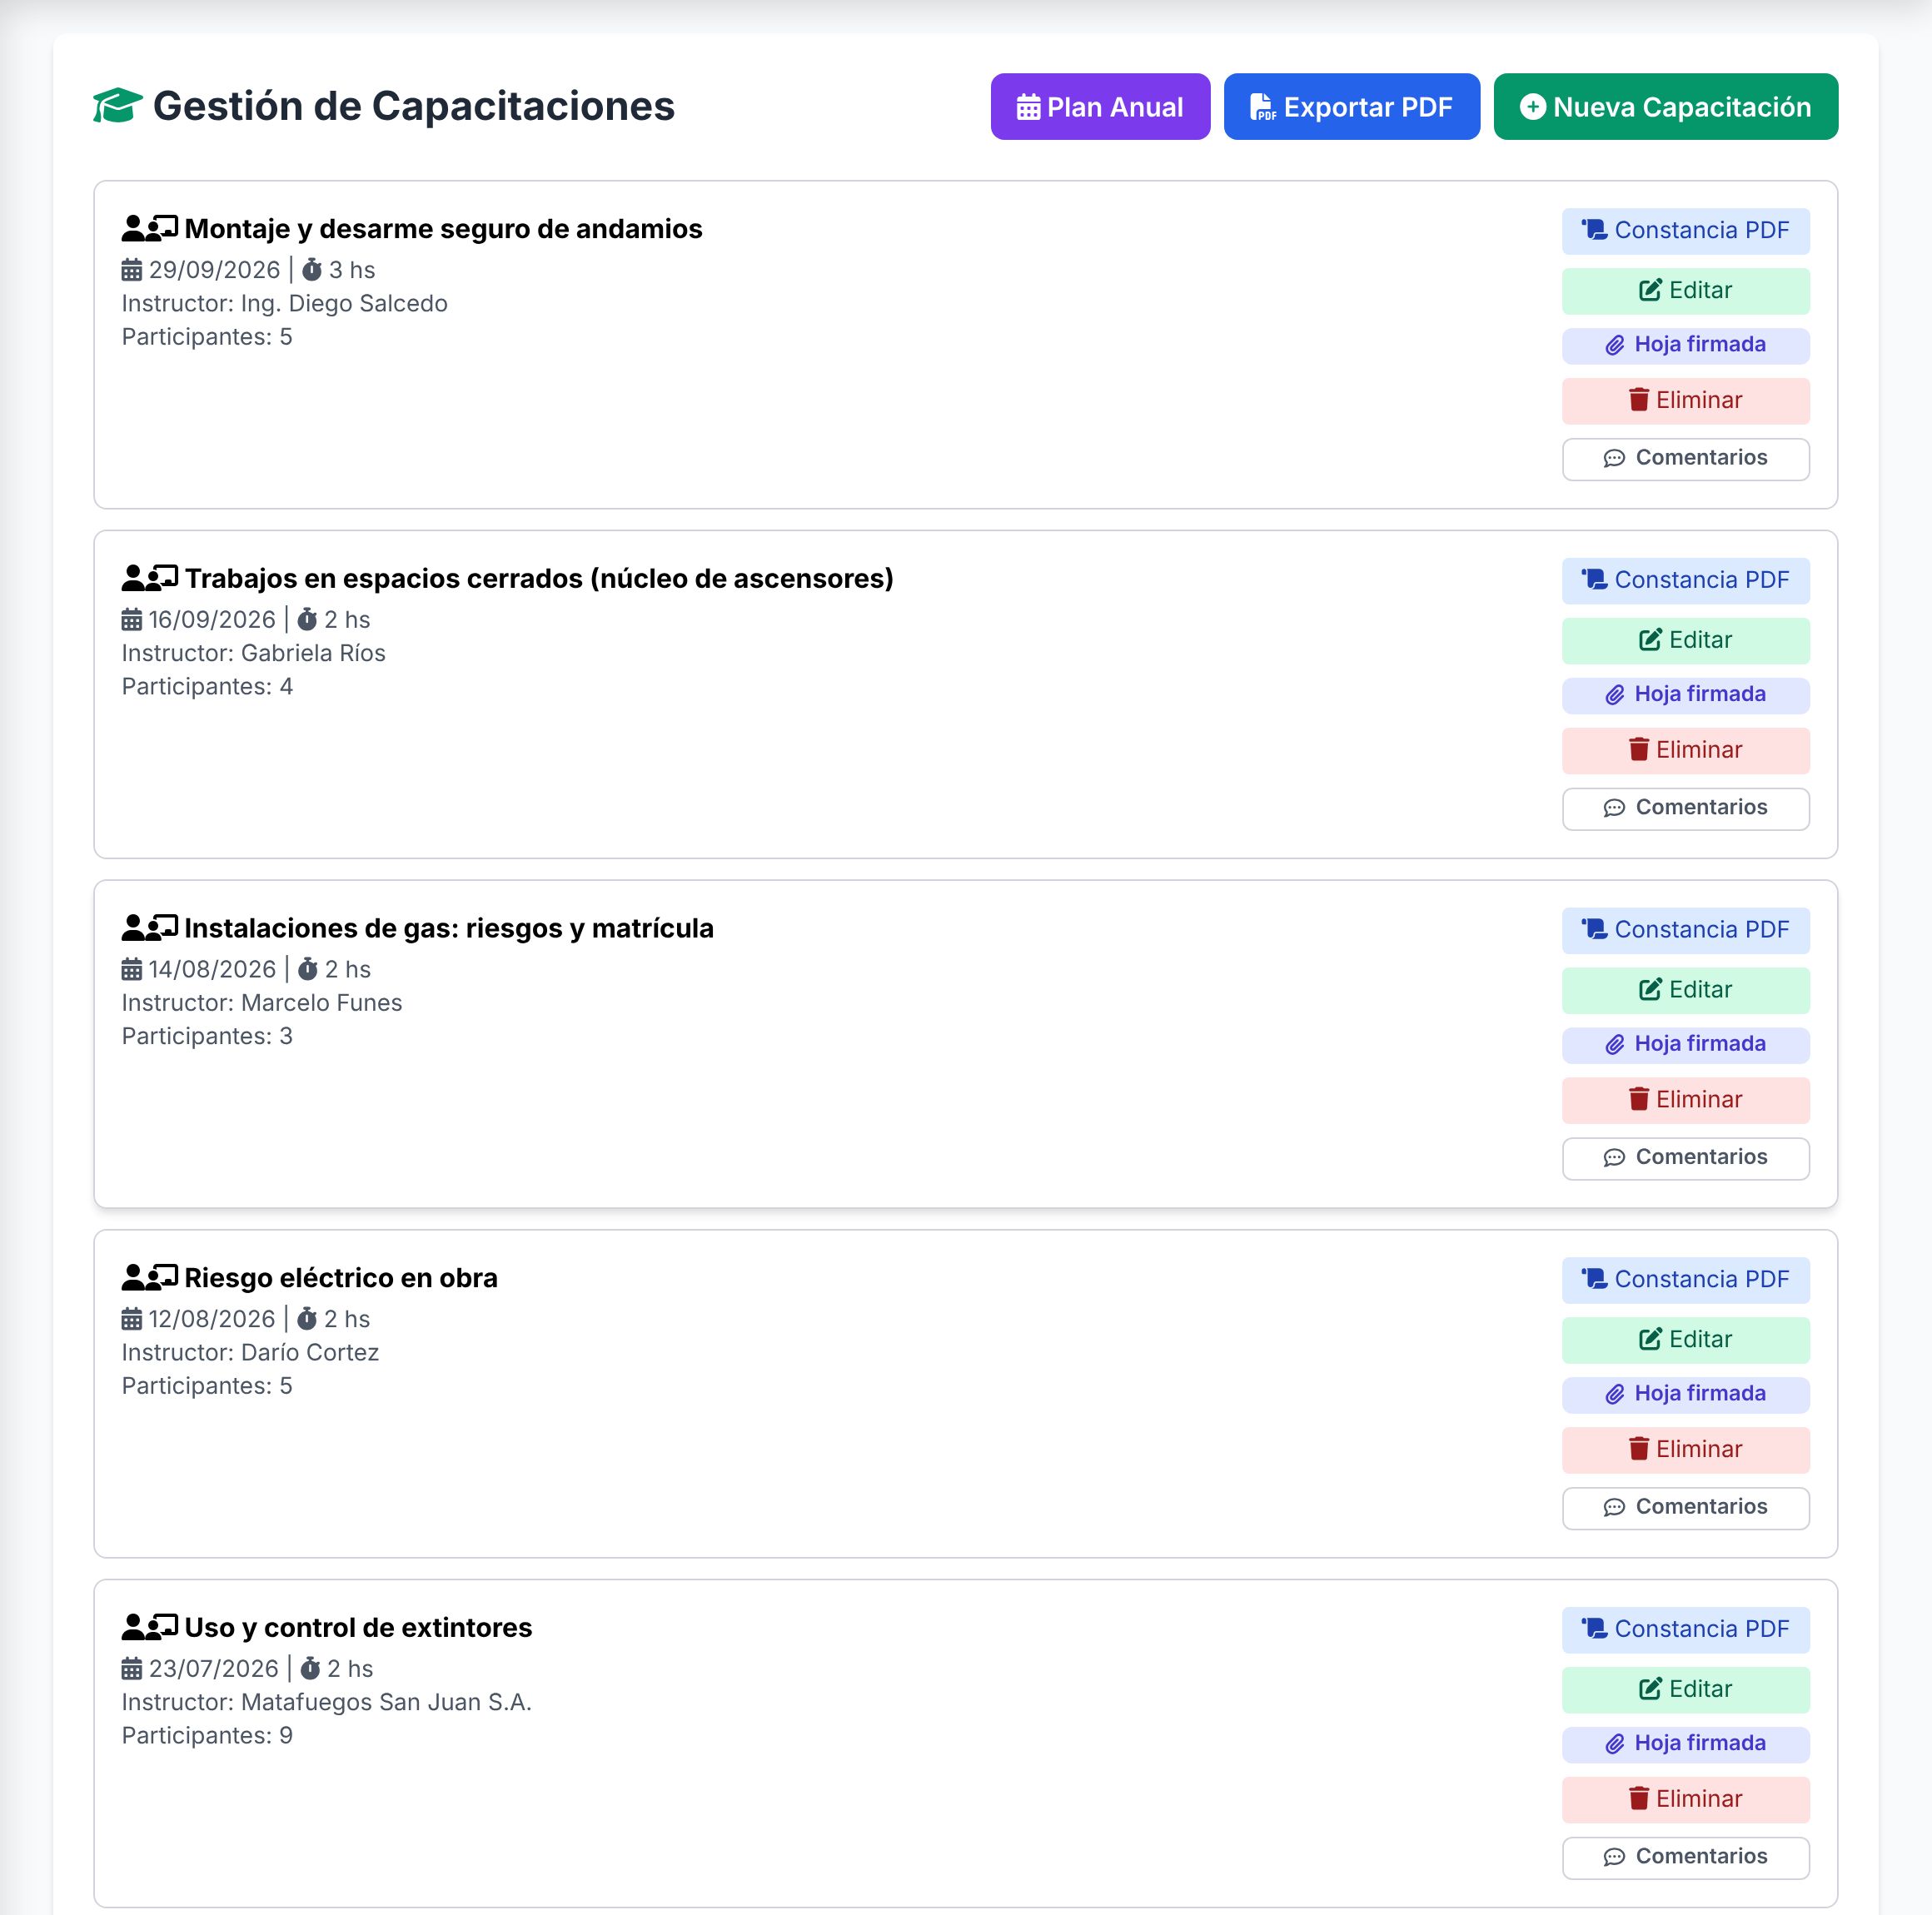 Gestión de Capacitaciones
Plan Anual
PDF
Exportar PDF
Nueva Capacitación
Montaje y desarme seguro de andamios
29/09/2026 | 3 hs
Instructor: Ing. Diego Salcedo
Participantes: 5
Constancia PDF
Editar
Hoja firmada
Eliminar
Comentarios
Trabajos en espacios cerrados (núcleo de ascensores)
16/09/2026 | 2 hs
Instructor: Gabriela Ríos
Participantes: 4
Constancia PDF
Editar
Hoja firmada
Eliminar
Comentarios
Instalaciones de gas: riesgos y matrícula
14/08/2026 | 2 hs
Instructor: Marcelo Funes
Participantes: 3
Constancia PDF
Editar
Hoja firmada
Eliminar
Comentarios
Riesgo eléctrico en obra
12/08/2026 | 2 hs
Instructor: Darío Cortez
Participantes: 5
Constancia PDF
Editar
Hoja firmada
Eliminar
Comentarios
Uso y control de extintores
23/07/2026 | 2 hs
Instructor: Matafuegos San Juan S.A.
Participantes: 9
Constancia PDF
Editar
Hoja firmada
Eliminar
Comentarios